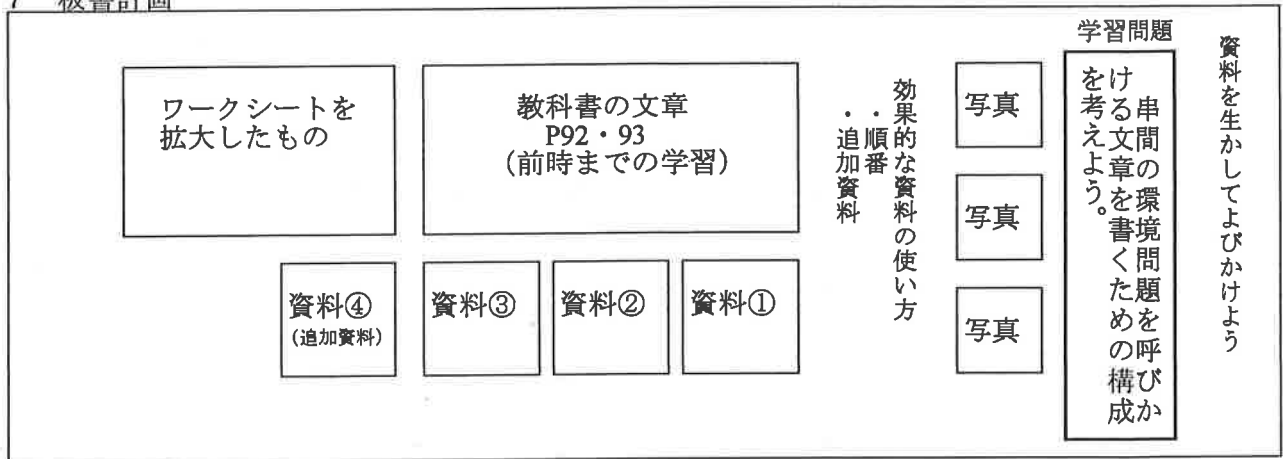 7　板書計画
資料を生かしてよびかけよう
学習問題
串間の環境問題を呼びか
ける文章を書くための構成
を考えよう。
写真
写真
写真
効果的な資料の使い方
・順番
・追加資料
教科書の文章
P92・93
(前時までの学習)
資料①
資料②
資料③
資料④
(追加資料)
ワークシートを
拡大したもの